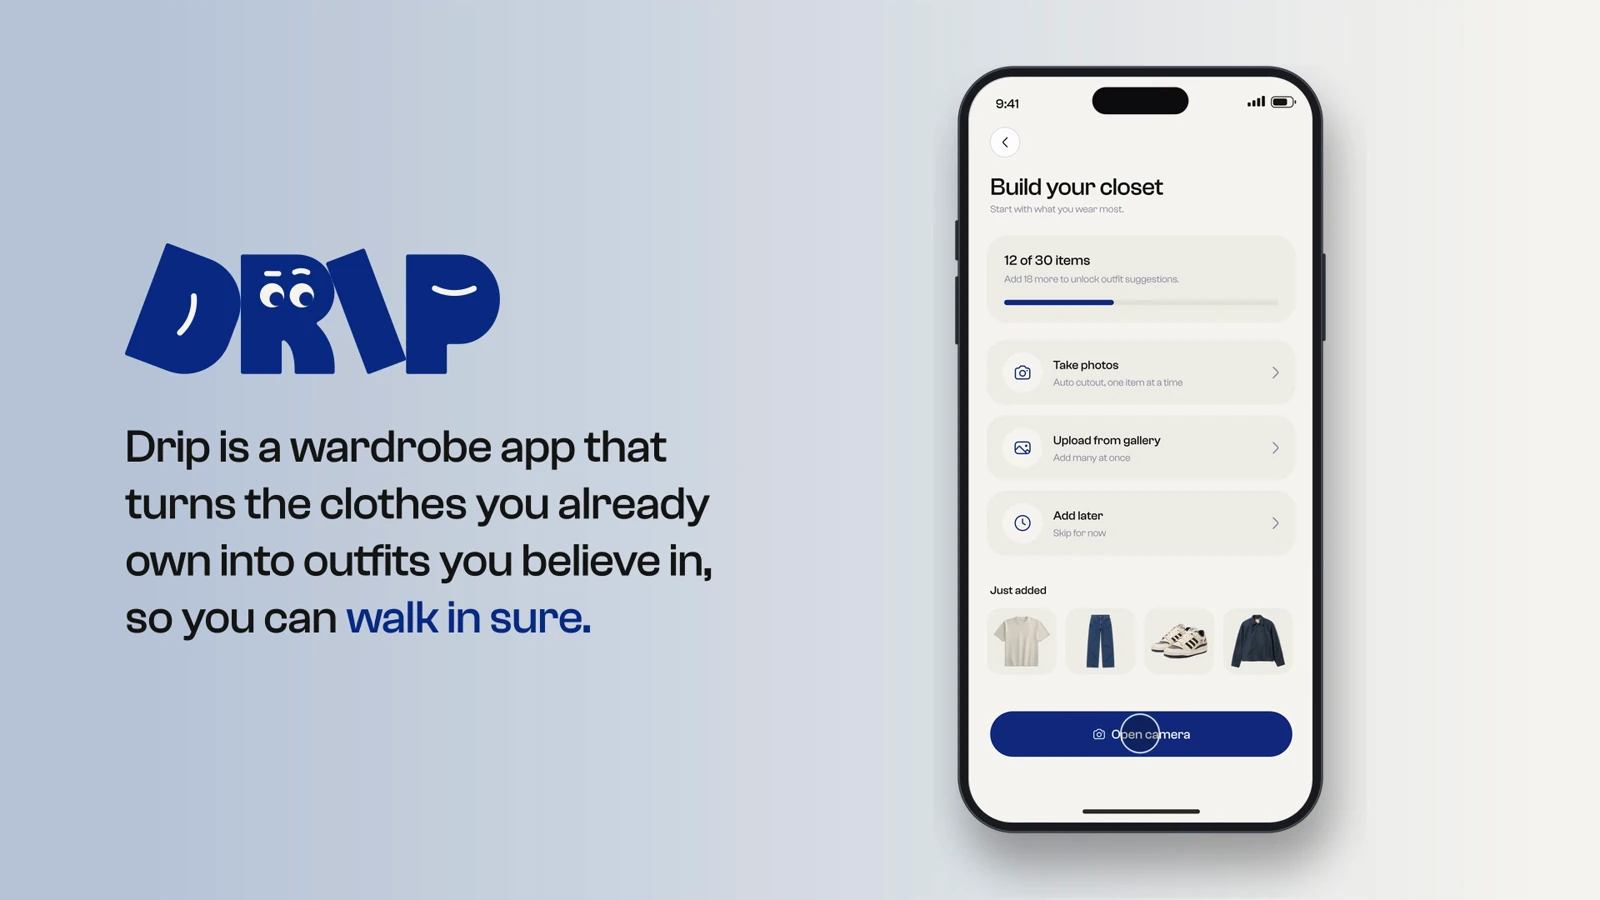 DRIP
Drip is a wardrobe app that
turns the clothes you already
own into outfits you believe in,
so you can walk in sure.
9:41
Build your closet
Start with what you wear most.
12 of 30 items
Add 18 more to unlock outfit suggestions.
Take photos
Auto cutout, one item at a time
Upload from gallery
Add many at once
Add later
Skip for now
Just added
Open camera